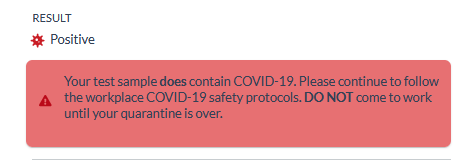 RESULT
Positive
Your test sample does contain COVID-19. Please continue to follow
the workplace COVID-19 safety protocols. DO NOT come to work
until your quarantine is over.